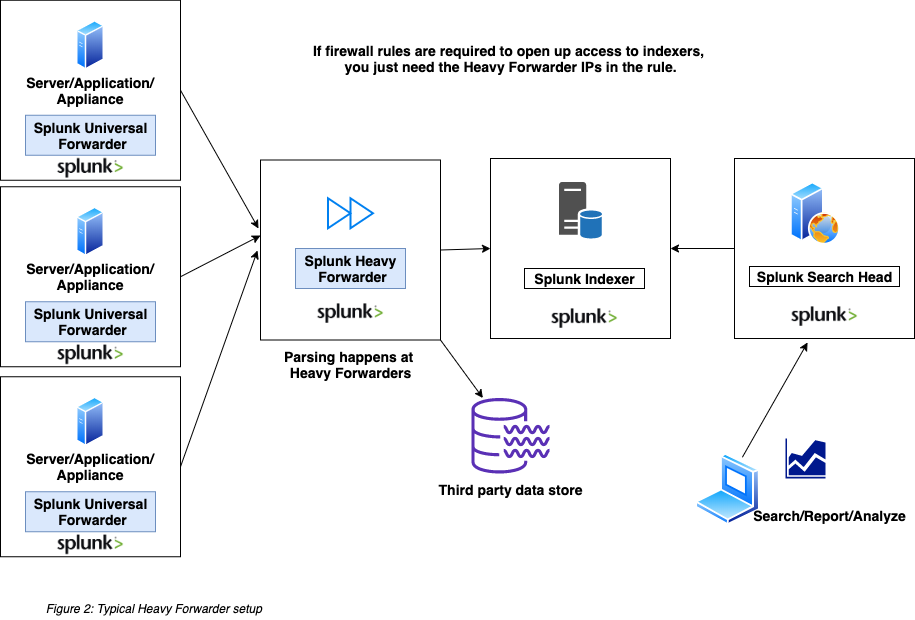 If firewall rules are required to open up access to indexers,
you just need the Heavy Forwarder IPs in the rule.
Server/Application/
Appliance
Splunk Universal
Forwarder
splunk>
Server/Application/
Appliance
Splunk Universal
Forwarder
splunk>
Server/Application/
Appliance
Splunk Universal
Forwarder
splunk>
Splunk Heavy
Forwarder
splunk>
Parsing happens at
Heavy Forwarders
Splunk Indexer
splunk>
Splunk Search Head
splunk>
Third party data store
Search/Report/Analyze
Figure 2: Typical Heavy Forwarder setup